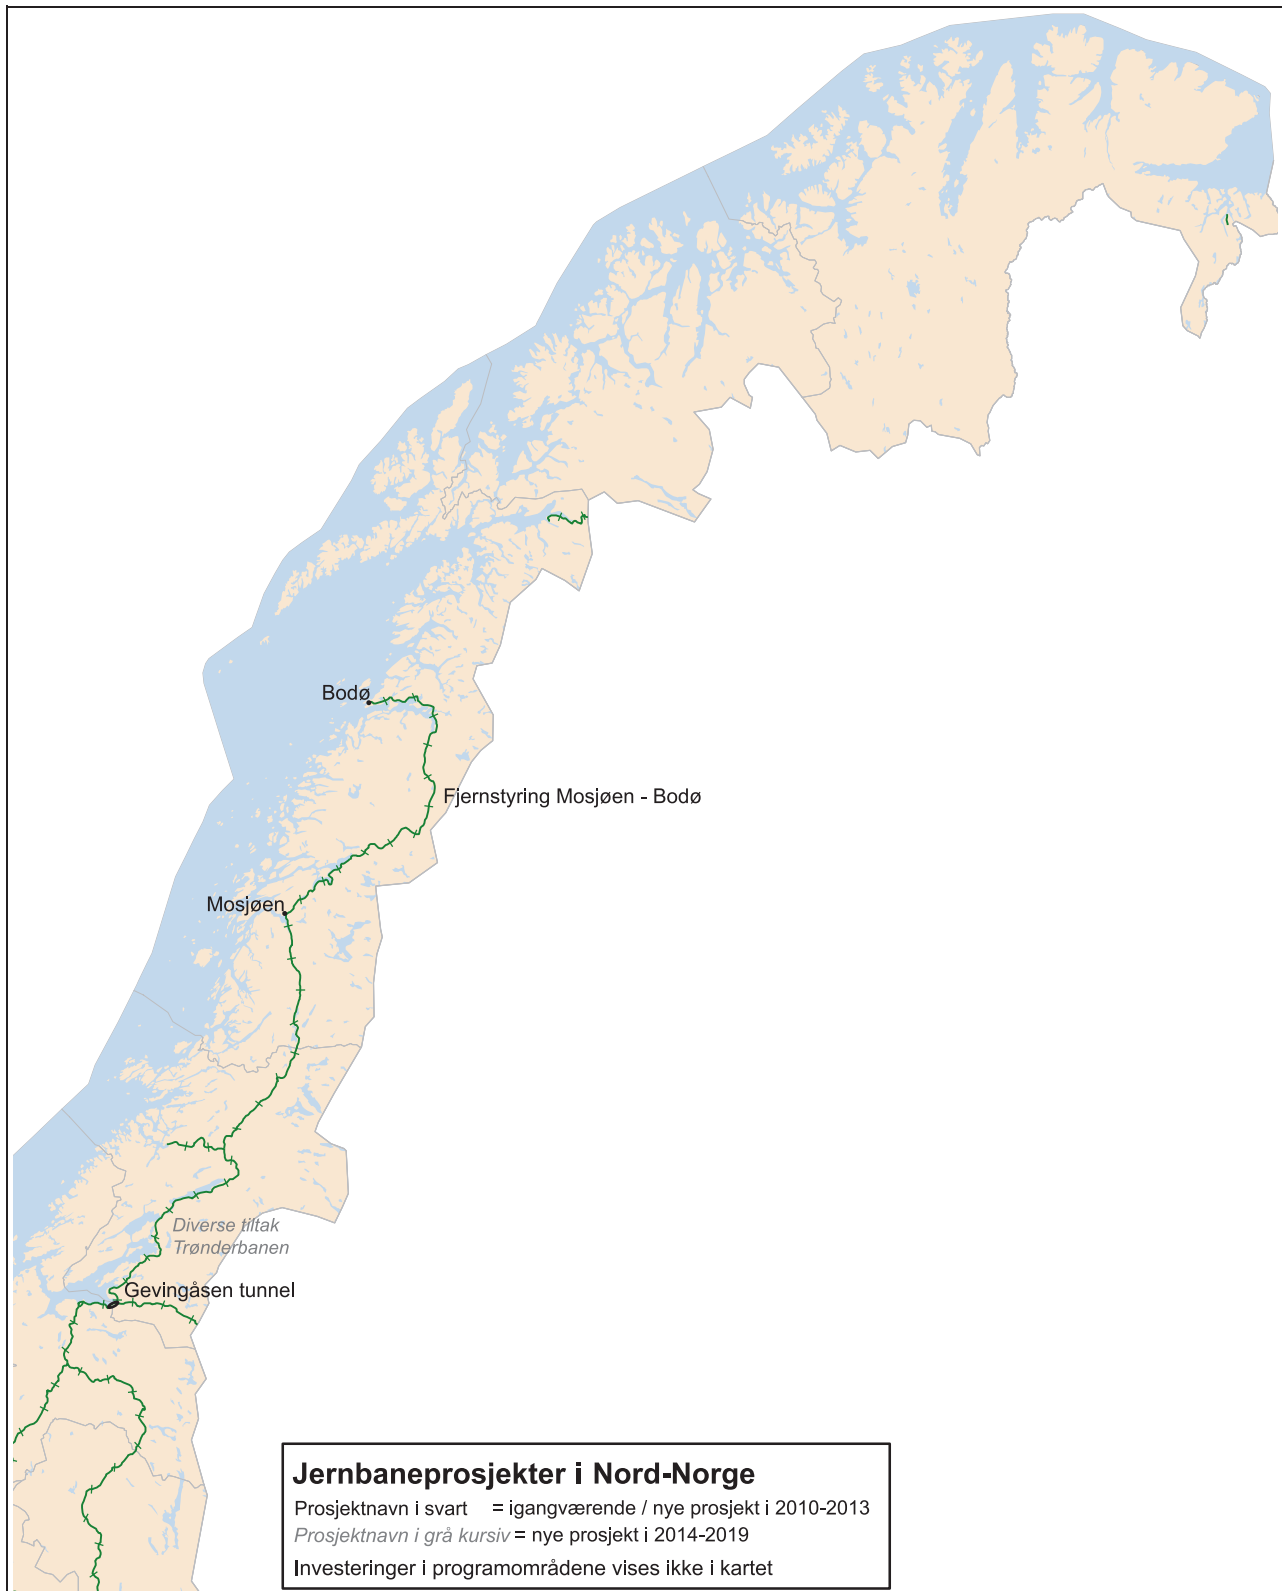 Bodø
Fjernstyring Mosjøen - Bodø
Mosjøen
Diverse tiltak
Trønderbanen
Gevingåsen tunnel
Jernbaneprosjekter i Nord-Norge
Prosjektnavn i svart = igangværende / nye prosjekt i 2010-2013
Prosjektnavn i grå kursiv = nye prosjekt i 2014-2019
Investeringer i programområdene vises ikke i kartet